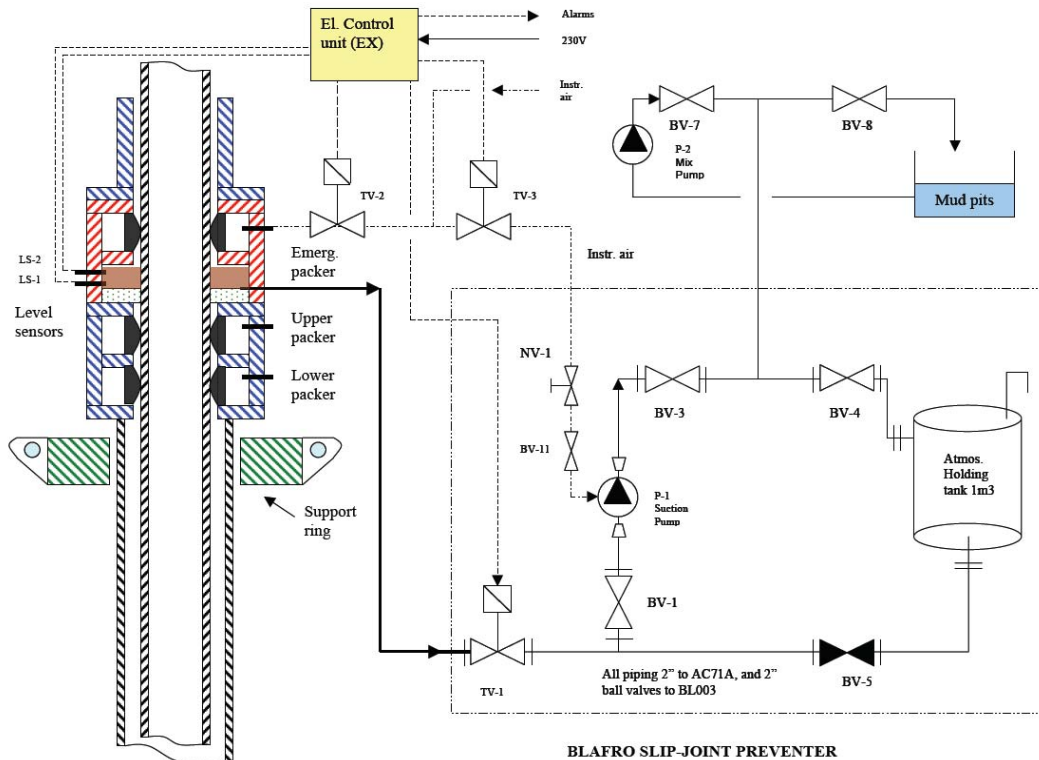 El. Control
unit (EX)
Alarms
230V
Instr.
air
BV-7
BV-8
P-2
Mix
Pump
Mud pits
TV-2
TV-3
LS-2
LS-1
Level
sensors
Emerg.
packer
Upper
packer
Lower
packer
Instr. air
NV-1
BV-11
BV-3
BV-4
P-1
Suction
Pump
Atmos.
Holding
tank 1m3
Support
ring
BV-1
TV-1
All piping 2” to AC71A, and 2”
ball valves to BL003
BV-5
BLAFRO SLIP-JOINT PREVENTER